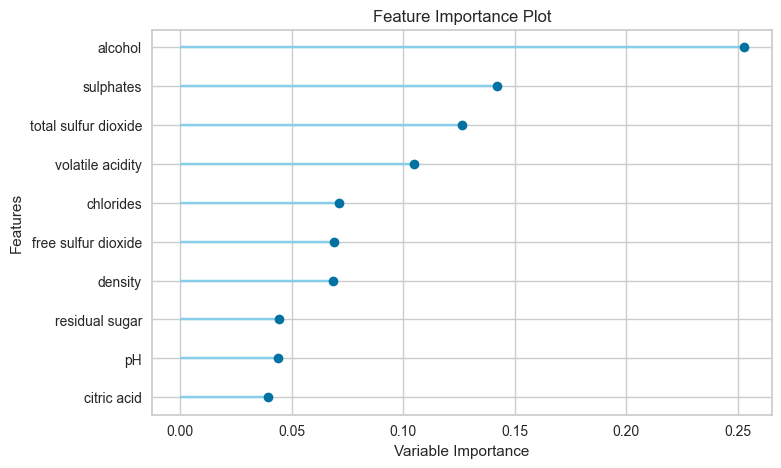 Feature Importance Plot
alcohol
sulphates
total sulfur dioxide
volatile acidity
chlorides
free sulfur dioxide
density
residual sugar
pH
citric acid
Features
0.00 0.05 0.10 0.15 0.20 0.25
Variable Importance